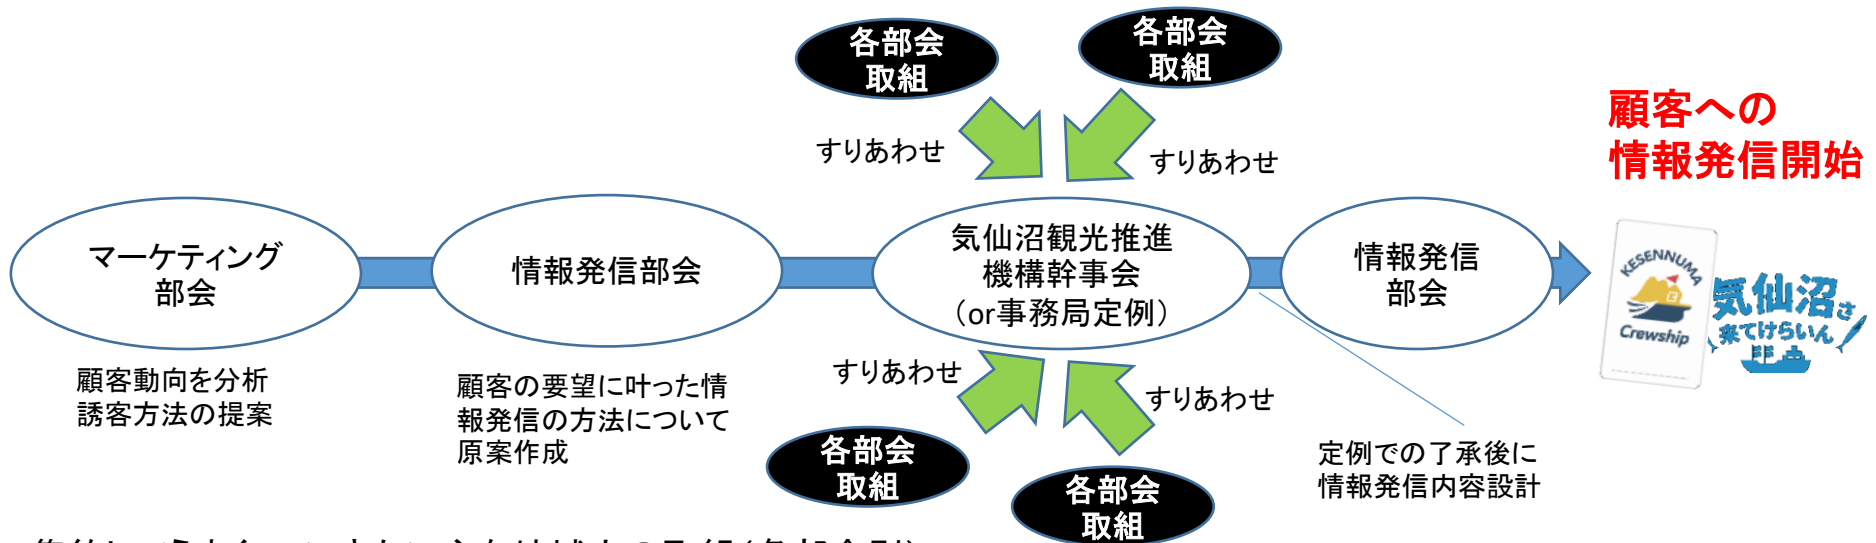 各部会
取組
各部会
取組
顧客への
情報発信開始
すりあわせ
すりあわせ
マーケティング
部会
情報発信部会
気仙沼観光推進
機構幹事会
（or事務局定例）
情報発信
部会
KESENNUMA
Crewship
気仙沼さ
来てけらいん
顧客動向を分析
誘客方法の提案
顧客の要望に叶った情
報発信の方法について
原案作成
すりあわせ
すりあわせ
各部会
取組
各部会
取組
定例での了承後に
情報発信内容設計